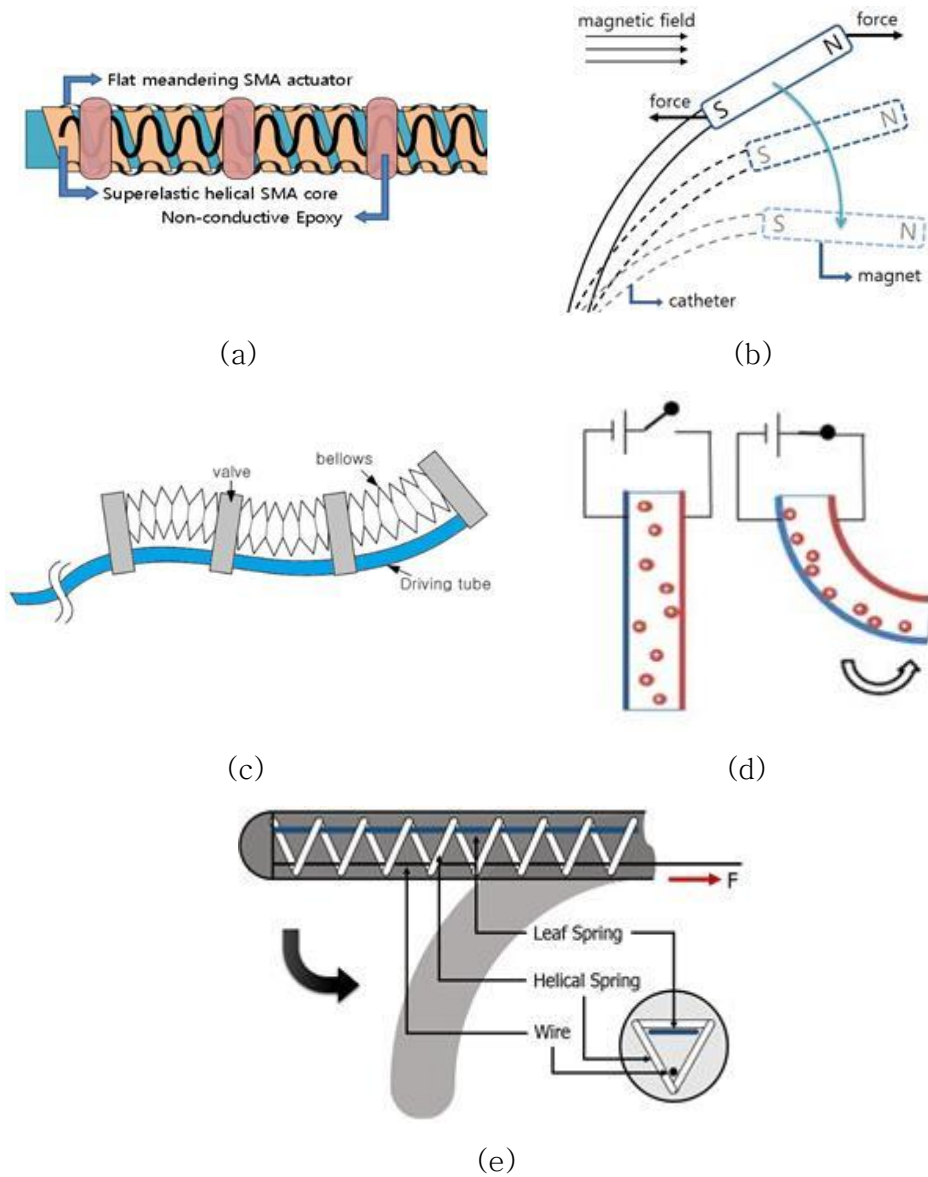 Flat meandering SMA actuator
Superelastic helical SMA core
Non-conductive Epoxy
(a)
magnetic field
force
N
force
S
N
S
S
N
magnet
catheter
(b)
bellows
valve
Driving tube
(c)
(d)
F
Leaf Spring
Helical Spring
Wire
(e)